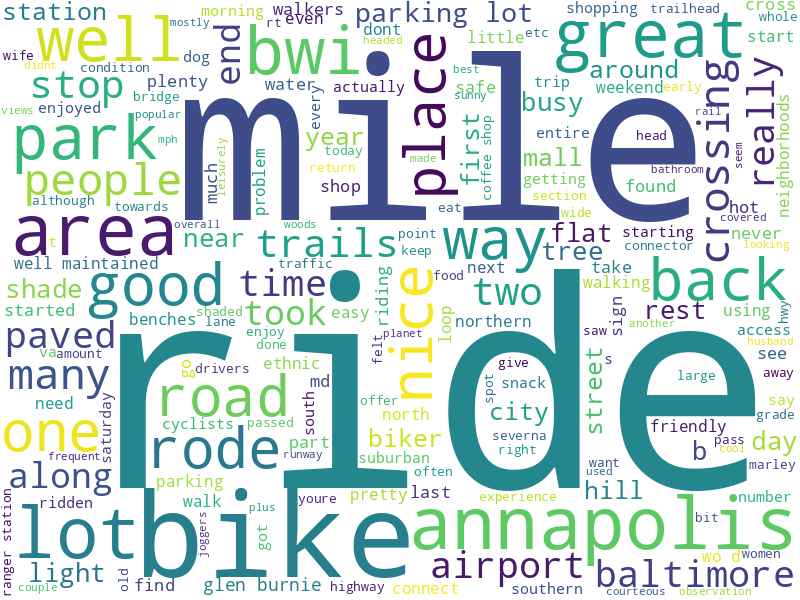 station
mostly
morning
walkers
rt
even
parking lot
dont
etc
shopping
trailhead
cross
whole
start
wife
didnt
condition
dog
end
bwi
little
great
well
stop
plenty
water
actually
safe
around
trip
weekend
early
enjoyed
bridge
popular
views
mph
every
place
best
sunny
busy
rail
crossing
really
park
mile
year
first
coffee shop
entire
head
neighborhoods
people
much
leisurely
problem
today
return
made
mall
getting
found
bathroom
seem
although
towards
shop
section
hot
covered
area
overall
woods
eat
wide
never
t
near
trails
point
keep
way
flat
starting
connector
looking
well maintained
traffic
tree
shade
good
time
nice
food
next
two
take
walking
back
started
benches
shaded
lane
took
easy
riding
loop
northern
sign
rest
using
hwy
paved
enjoy
done
felt
planet
saw
another
access
husband
va
amount
drivers
ethnic
give
street
s
see
away
many
go
md
offer
spot
snack
large
need
saturday
road
south
north
city
say
grade
one
cyclists
passed
part
biker
severna
right
friendly
pass
cool
day
frequent
rode
runway
suburban
often
want
used
b
marley
along
ride
parking
pretty
last
experience
hill
number
ridden
walk
plus
youre
ranger station
lot
bike
joggers
got
annapolis
bit
light
old
find
airport
wo d
women
couple
glen burnie
highway
connect
southern
baltimore
courteous
observation